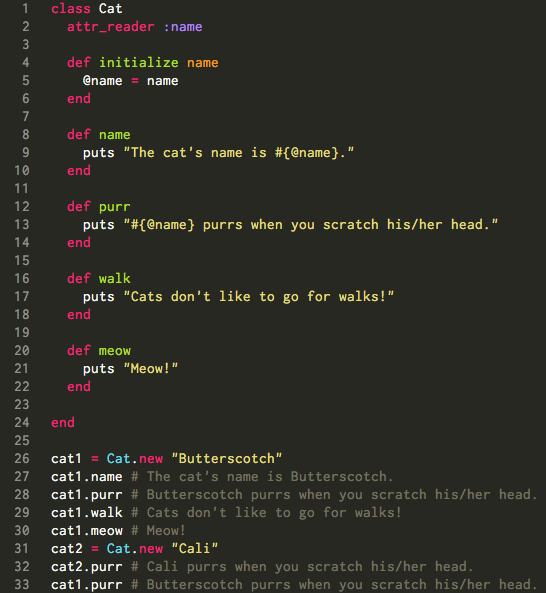 1 class Cat
2   attr_reader :name
3
4   def initialize name
5     @name = name
6   end
7
8   def name
9     puts "The cat's name is #{@name}."
10   end
11
12   def purr
13     puts "#{@name} purrs when you scratch his/her head."
14   end
15
16   def walk
17     puts "Cats don't like to go for walks!"
18   end
19
20   def meow
21     puts "Meow!"
22   end
23
24 end
25
26 cat1 = Cat.new "Butterscotch"
27 cat1.name # The cat's name is Butterscotch.
28 cat1.purr # Butterscotch purrs when you scratch his/her head.
29 cat1.walk # Cats don't like to go for walks!
30 cat1.meow # Meow!
31 cat2 = Cat.new "Cali"
32 cat2.purr # Cali purrs when you scratch his/her head.
33 cat1.purr # Butterscotch purrs when you scratch his/her head.